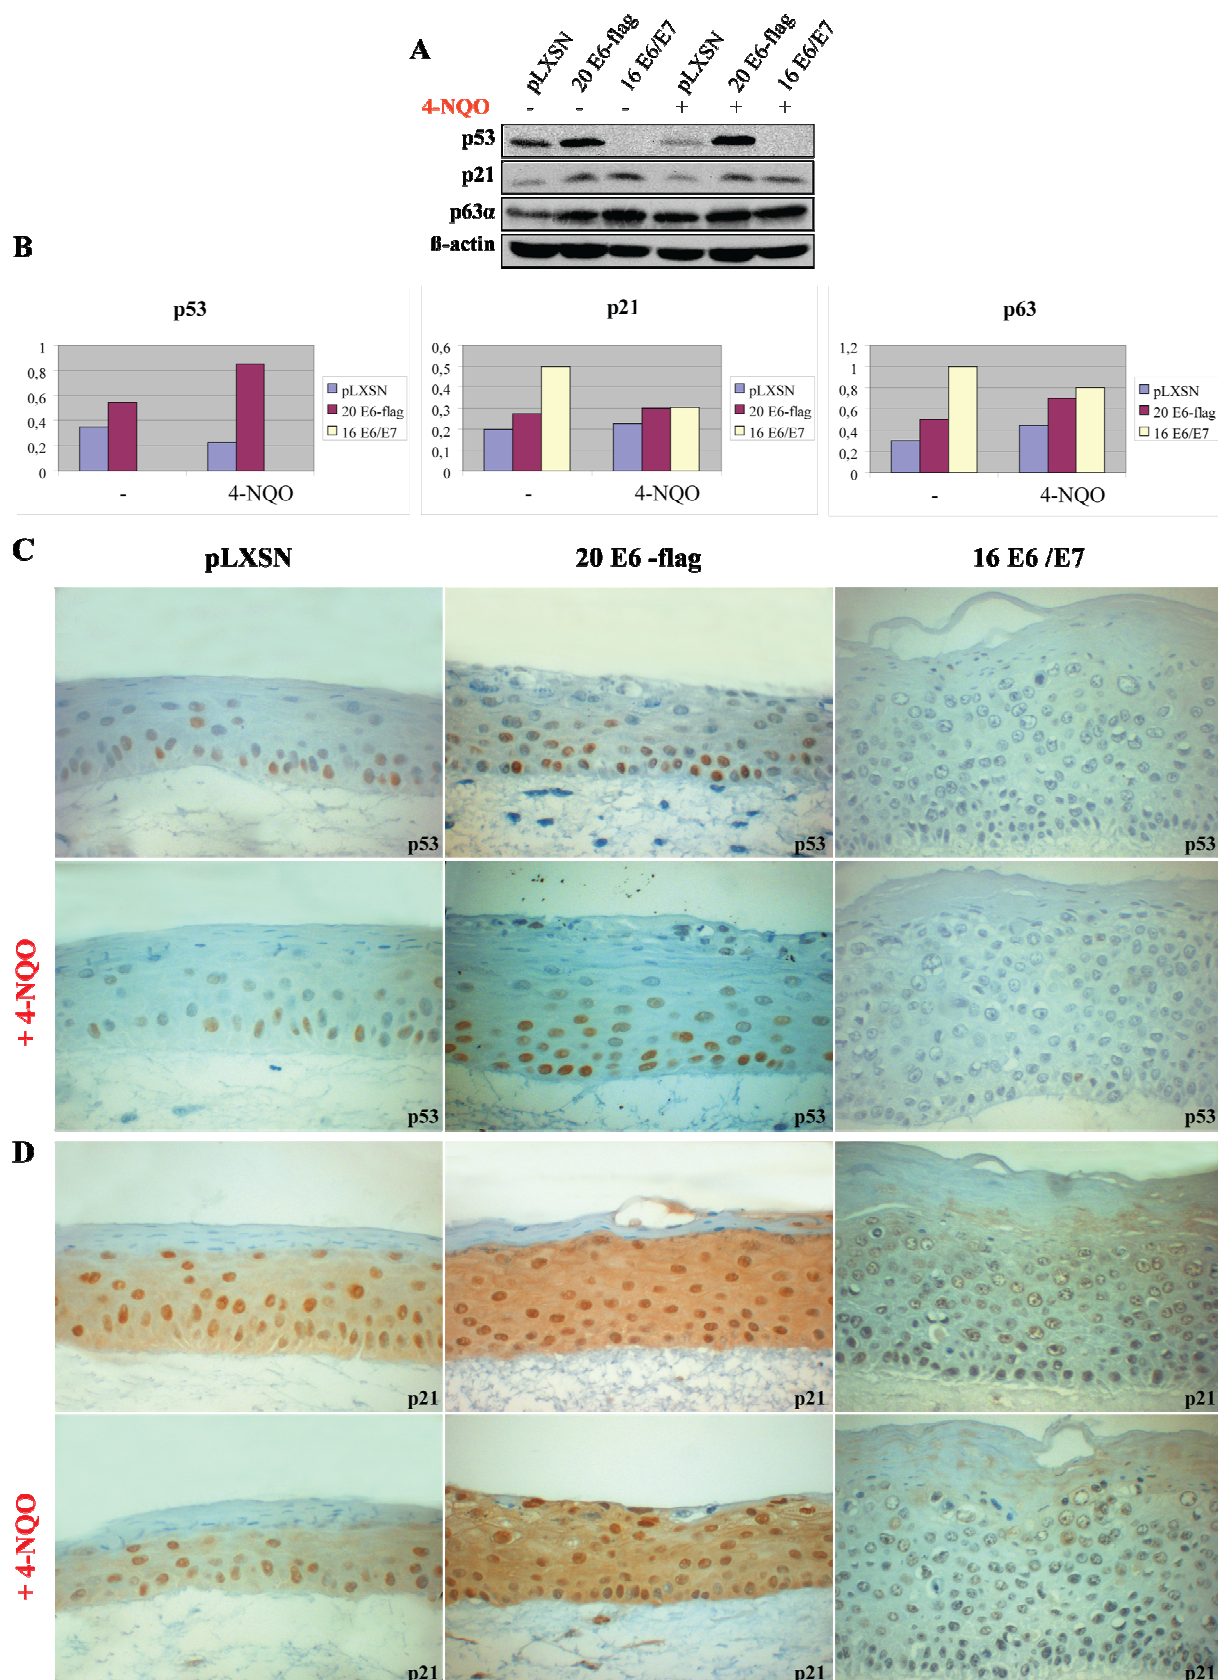 A
pLXSN 20 E6-flag 16 E6/E7 pLXSN 20 E6-flag 16 E6/E7
4-NQO - - - + + +
p53
p21
p63α
ß-actin
B
p53
1
0,8
0,6
0,4
0,2
0
- 4-NQO
pLXSN
20 E6-flag
16 E6/E7
p21
0,6
0,5
0,4
0,3
0,2
0,1
0
- 4-NQO
pLXSN
20 E6-flag
16 E6/E7
p63
1,2
1
0,8
0,6
0,4
0,2
0
- 4-NQO
pLXSN
20 E6-flag
16 E6/E7
C
pLXSN 20 E6 -flag 16 E6 /E7
p53 p53 p53
+ 4-NQO
p53 p53 p53
D
p21 p21 p21
+ 4-NQO
p21 p21 p21